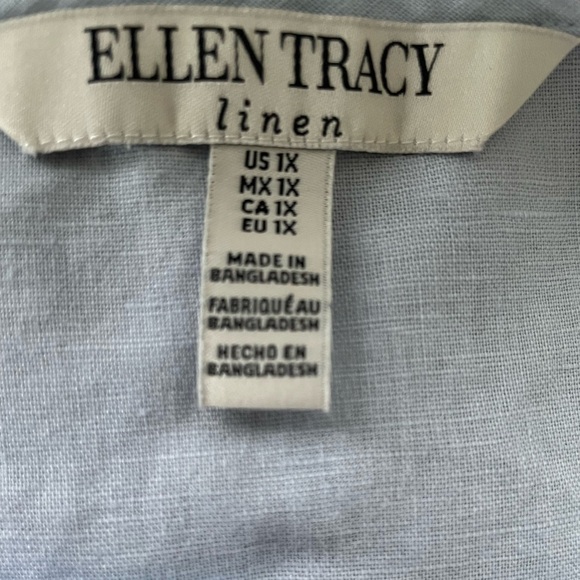 ELLEN TRACY
linen
US 1X
MX 1X
CA 1X
EU 1X
MADE IN
BANGLADESH
FABRIQUÉ AU
BANGLADESH
HECHO EN
BANGLADESH